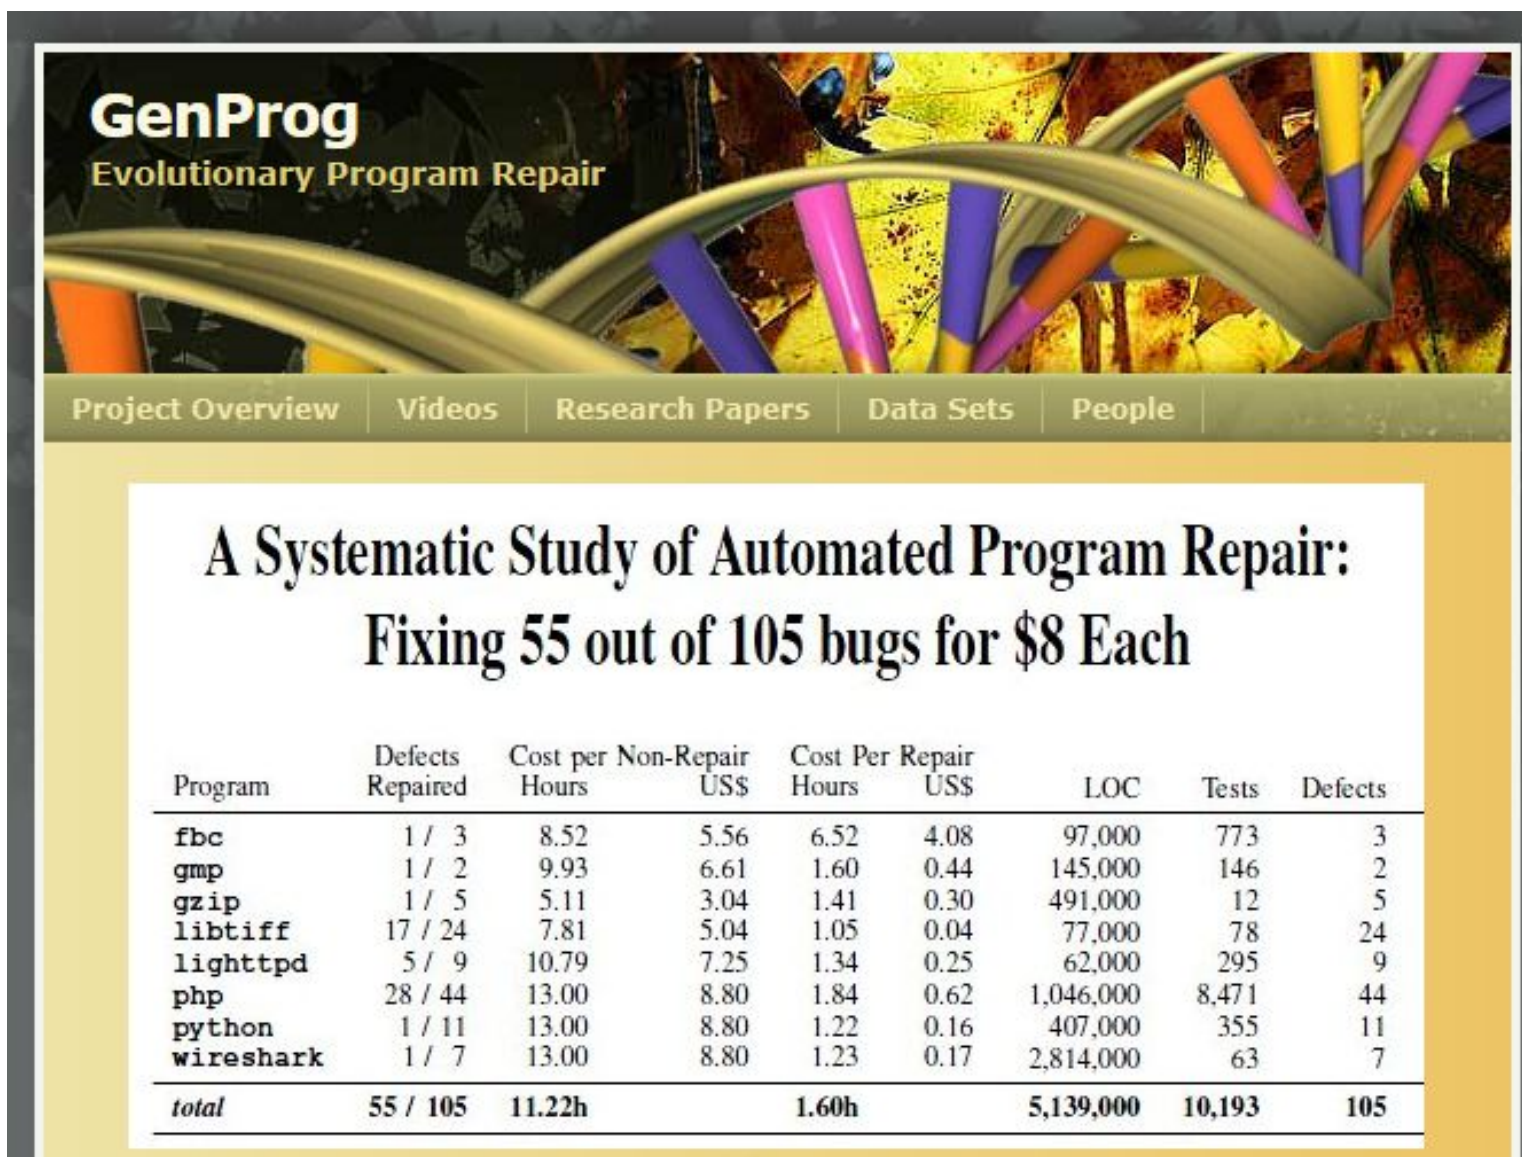 GenProg
Evolutionary Program Repair
Project Overview Videos Research Papers Data Sets People
A Systematic Study of Automated Program Repair:
Fixing 55 out of 105 bugs for $8 Each
Defects Cost per Non-Repair Cost Per Repair
Program Repaired Hours US$ Hours US$ LOC Tests Defects
fbc 1 / 3 8.52 5.56 6.52 4.08 97,000 773 3
gmp 1 / 2 9.93 6.61 1.60 0.44 145,000 146 2
gzip 1 / 5 5.11 3.04 1.41 0.30 491,000 12 5
libtiff 17 / 24 7.81 5.04 1.05 0.04 77,000 78 24
lighttpd 5 / 9 10.79 7.25 1.34 0.25 62,000 295 9
php 28 / 44 13.00 8.80 1.84 0.62 1,046,000 8,471 44
python 1 / 11 13.00 8.80 1.22 0.16 407,000 355 11
wireshark 1 / 7 13.00 8.80 1.23 0.17 2,814,000 63 7
total 55 / 105 11.22h 1.60h 5,139,000 10,193 105